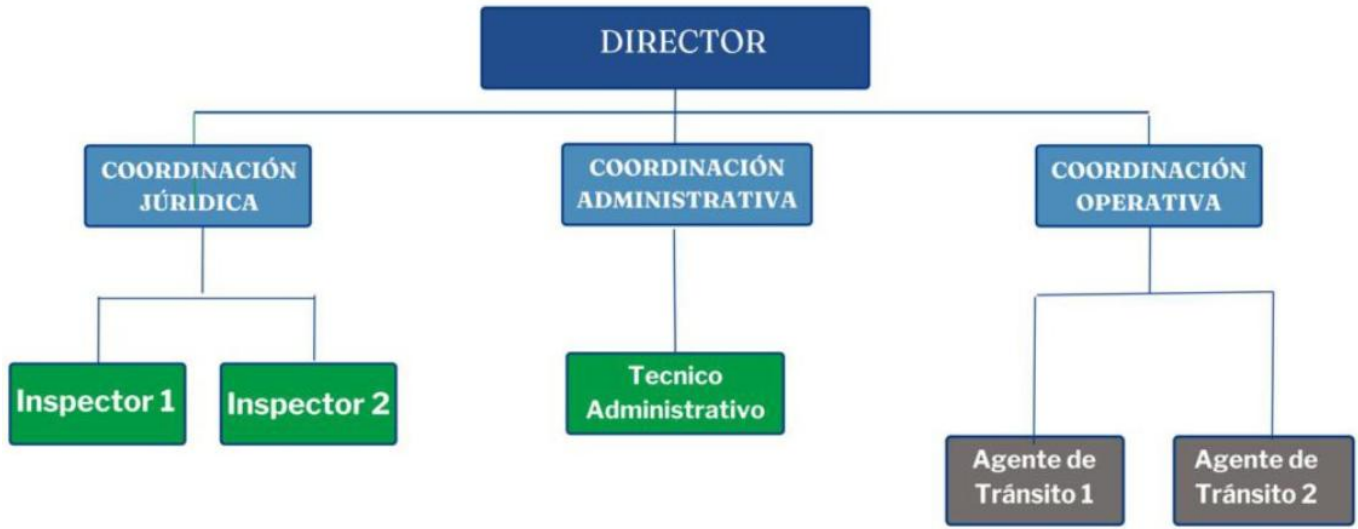 DIRECTOR
COORDINACIÓN
JÚRIDICA
COORDINACIÓN
ADMINISTRATIVA
COORDINACIÓN
OPERATIVA
Inspector 1
Inspector 2
Tecnico
Administrativo
Agente de
Tránsito 1
Agente de
Tránsito 2